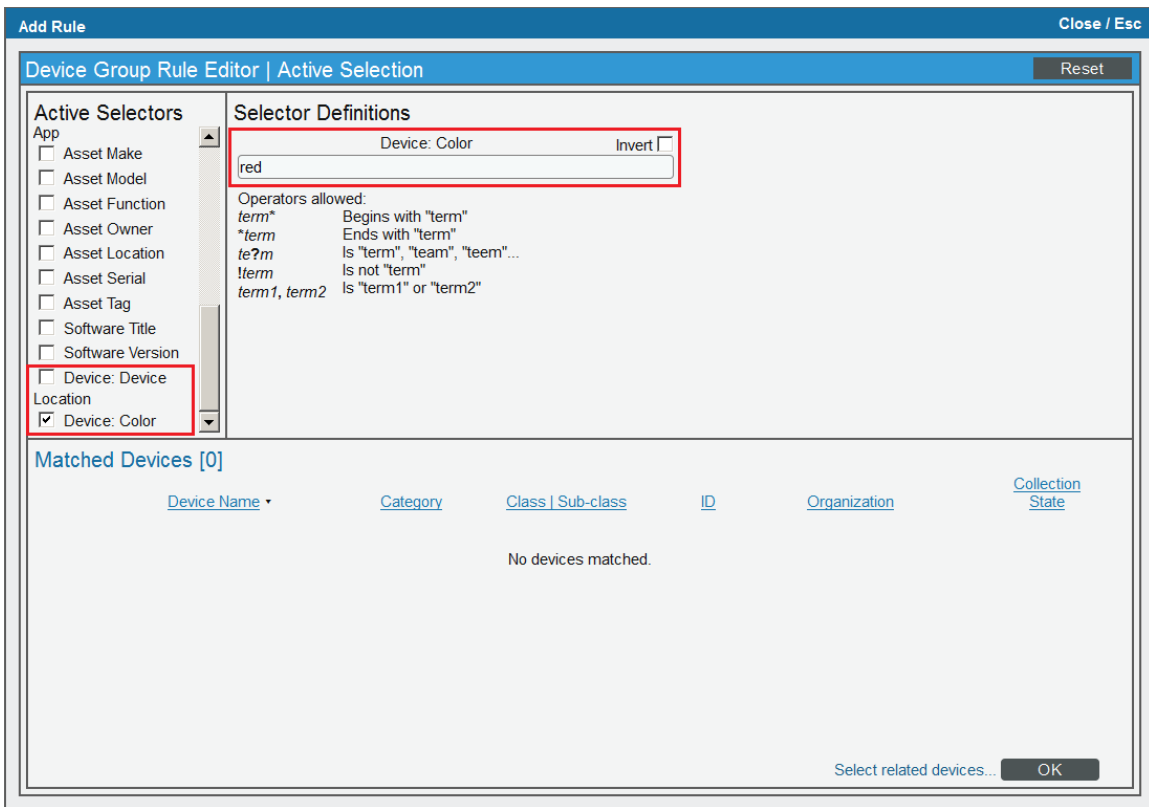 Add Rule
Close / Esc
Device Group Rule Editor | Active Selection
Reset
Active Selectors
App
Asset Make
Asset Model
Asset Function
Asset Owner
Asset Location
Asset Serial
Asset Tag
Software Title
Software Version
Device: Device
Location
Device: Color
Selector Definitions
Device: Color
Invert
red
Operators allowed:
term* Begins with "term"
*term Ends with "term"
te?m Is "term", "team", "teem"...
!term Is not "term"
term1, term2 Is "term1" or "term2"
Matched Devices [0]
Device Name
Category
Class | Sub-class
ID
Organization
Collection
State
No devices matched.
Select related devices...
OK